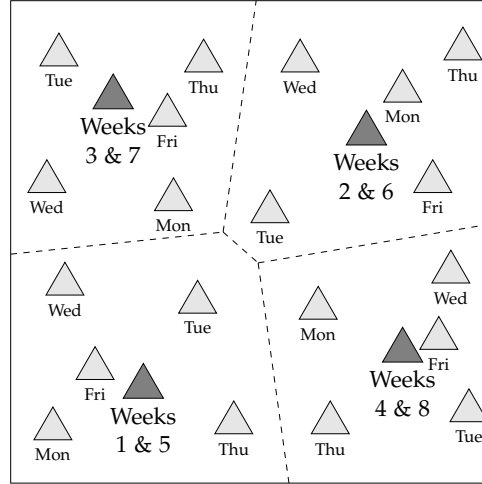 Tue
Thu
Weeks
3 & 7
Fri
Wed
Mon
Wed
Thu
Mon
Weeks
2 & 6
Fri
Tue
Wed
Tue
Fri
Weeks
1 & 5
Mon
Thu
Wed
Mon
Fri
Weeks
4 & 8
Thu
Tue